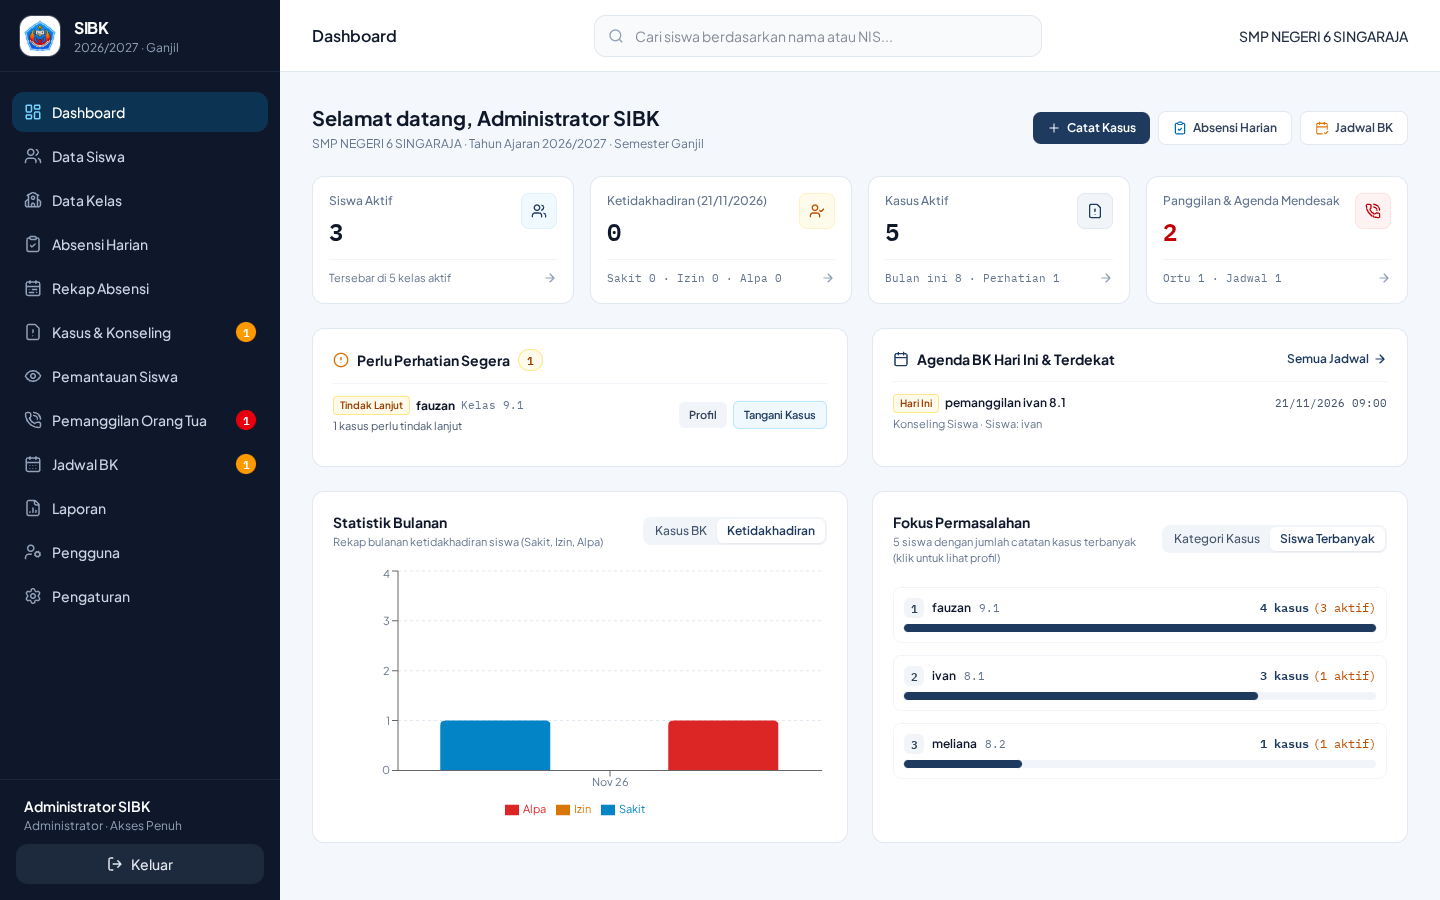 SIBK
2026/2027 · Ganjil
Dashboard
Data Siswa
Data Kelas
Absensi Harian
Rekap Absensi
Kasus & Konseling
1
Pemantauan Siswa
Pemanggilan Orang Tua
1
Jadwal BK
1
Laporan
Pengguna
Pengaturan
Administrator SIBK
Administrator · Akses Penuh
Keluar
Dashboard
Cari siswa berdasarkan nama atau NIS...
SMP NEGERI 6 SINGARAJA
Selamat datang, Administrator SIBK
SMP NEGERI 6 SINGARAJA · Tahun Ajaran 2026/2027 · Semester Ganjil
Catat Kasus
Absensi Harian
Jadwal BK
Siswa Aktif
3
Tersebar di 5 kelas aktif
Ketidakhadiran (21/11/2026)
0
Sakit 0 · Izin 0 · Alpa 0
Kasus Aktif
5
Bulan ini 8 · Perhatian 1
Panggilan & Agenda Mendesak
2
Ortu 1 · Jadwal 1
Perlu Perhatian Segera 1
Tindak Lanjut fauzan Kelas 9.1
1 kasus perlu tindak lanjut
Profil
Tangani Kasus
Agenda BK Hari Ini & Terdekat
Semua Jadwal
Hari Ini pemanggilan ivan 8.1
21/11/2026 09:00
Konseling Siswa · Siswa: ivan
Statistik Bulanan
Rekap bulanan ketidakhadiran siswa (Sakit, Izin, Alpa)
Kasus BK
Ketidakhadiran
4
3
2
1
0
Nov 26
Alpa
Izin
Sakit
Fokus Permasalahan
5 siswa dengan jumlah catatan kasus terbanyak
(klik untuk lihat profil)
Kategori Kasus
Siswa Terbanyak
1 fauzan 9.1 4 kasus (3 aktif)
2 ivan 8.1 3 kasus (1 aktif)
3 meliana 8.2 1 kasus (1 aktif)